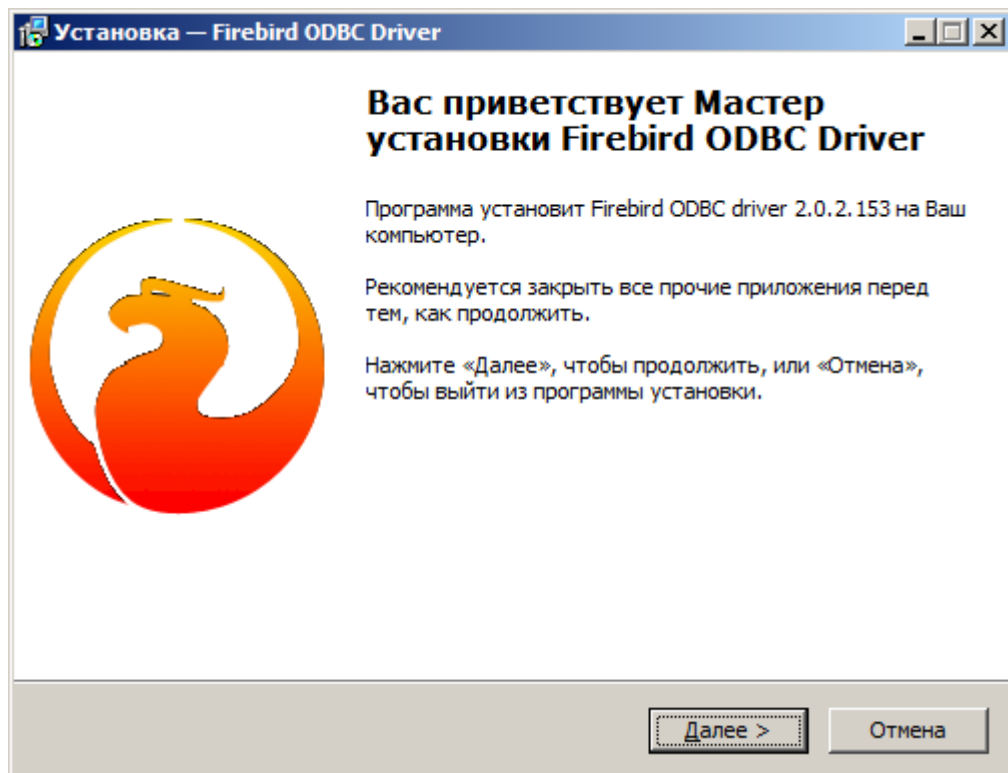 Установка — Firebird ODBC Driver
Вас приветствует Мастер
установки Firebird ODBC Driver
Программа установит Firebird ODBC driver 2.0.2.153 на Ваш
компьютер.
Рекомендуется закрыть все прочие приложения перед
тем, как продолжить.
Нажмите «Далее», чтобы продолжить, или «Отмена»,
чтобы выйти из программы установки.
Далее >
Отмена